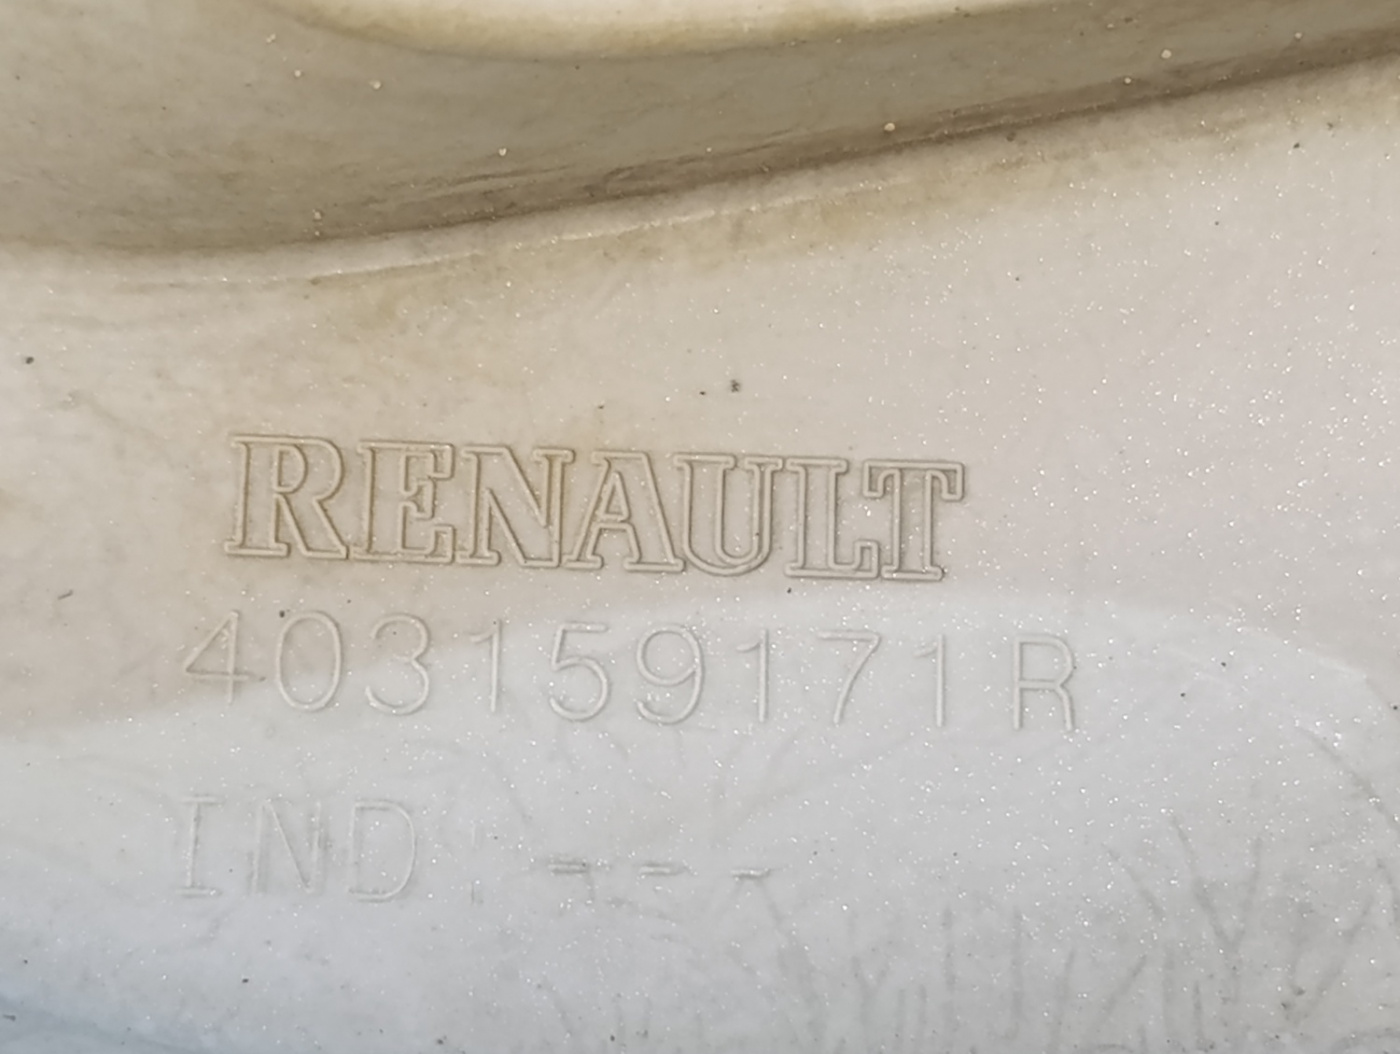 RENAULT
403159171R
IND ---